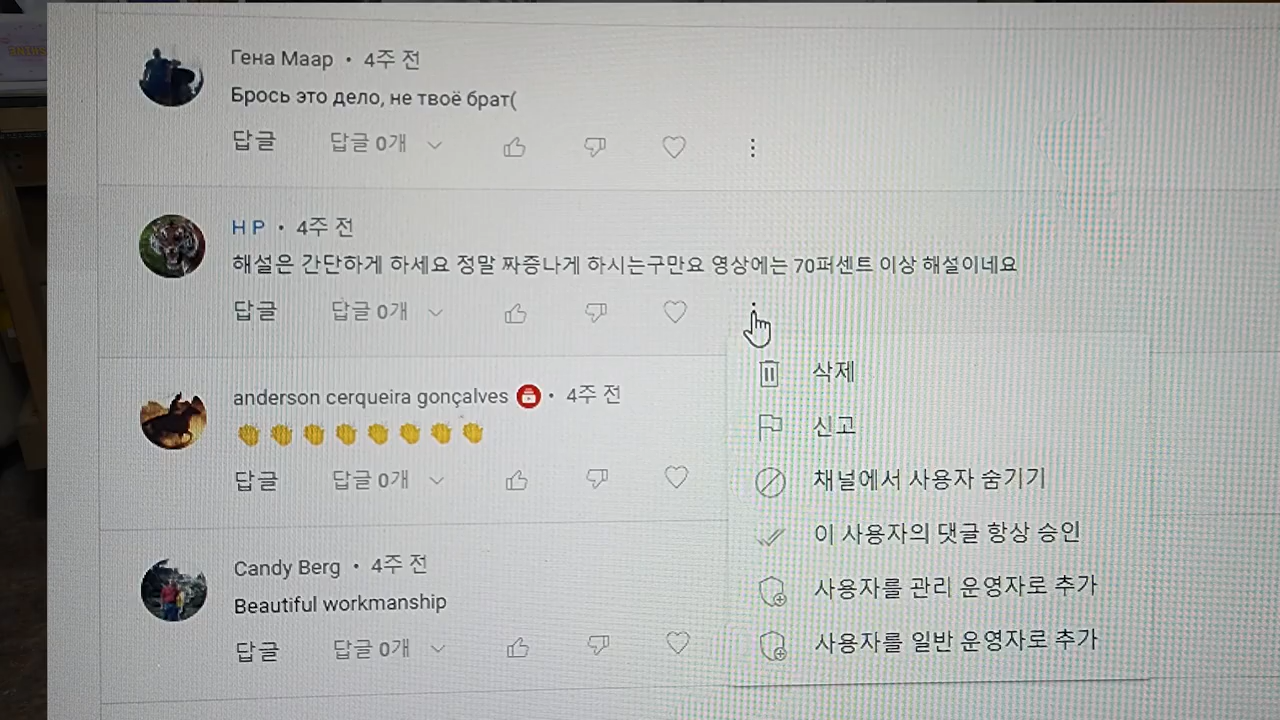 Гена Маар • 4주 전
Брось это дело, не твоё брат(
답글 답글 0개
H P • 4주 전
해설은 간단하게 하세요 정말 짜증나게 하시는구만요 영상에는 70퍼센트 이상 해설이네요
답글 답글 0개
삭제
신고
채널에서 사용자 숨기기
이 사용자의 댓글 항상 승인
사용자를 관리 운영자로 추가
사용자를 일반 운영자로 추가
anderson cerqueira gonçalves • 4주 전
👏👏👏👏👏👏👏👏
답글 답글 0개
Candy Berg • 4주 전
Beautiful workmanship
답글 답글 0개